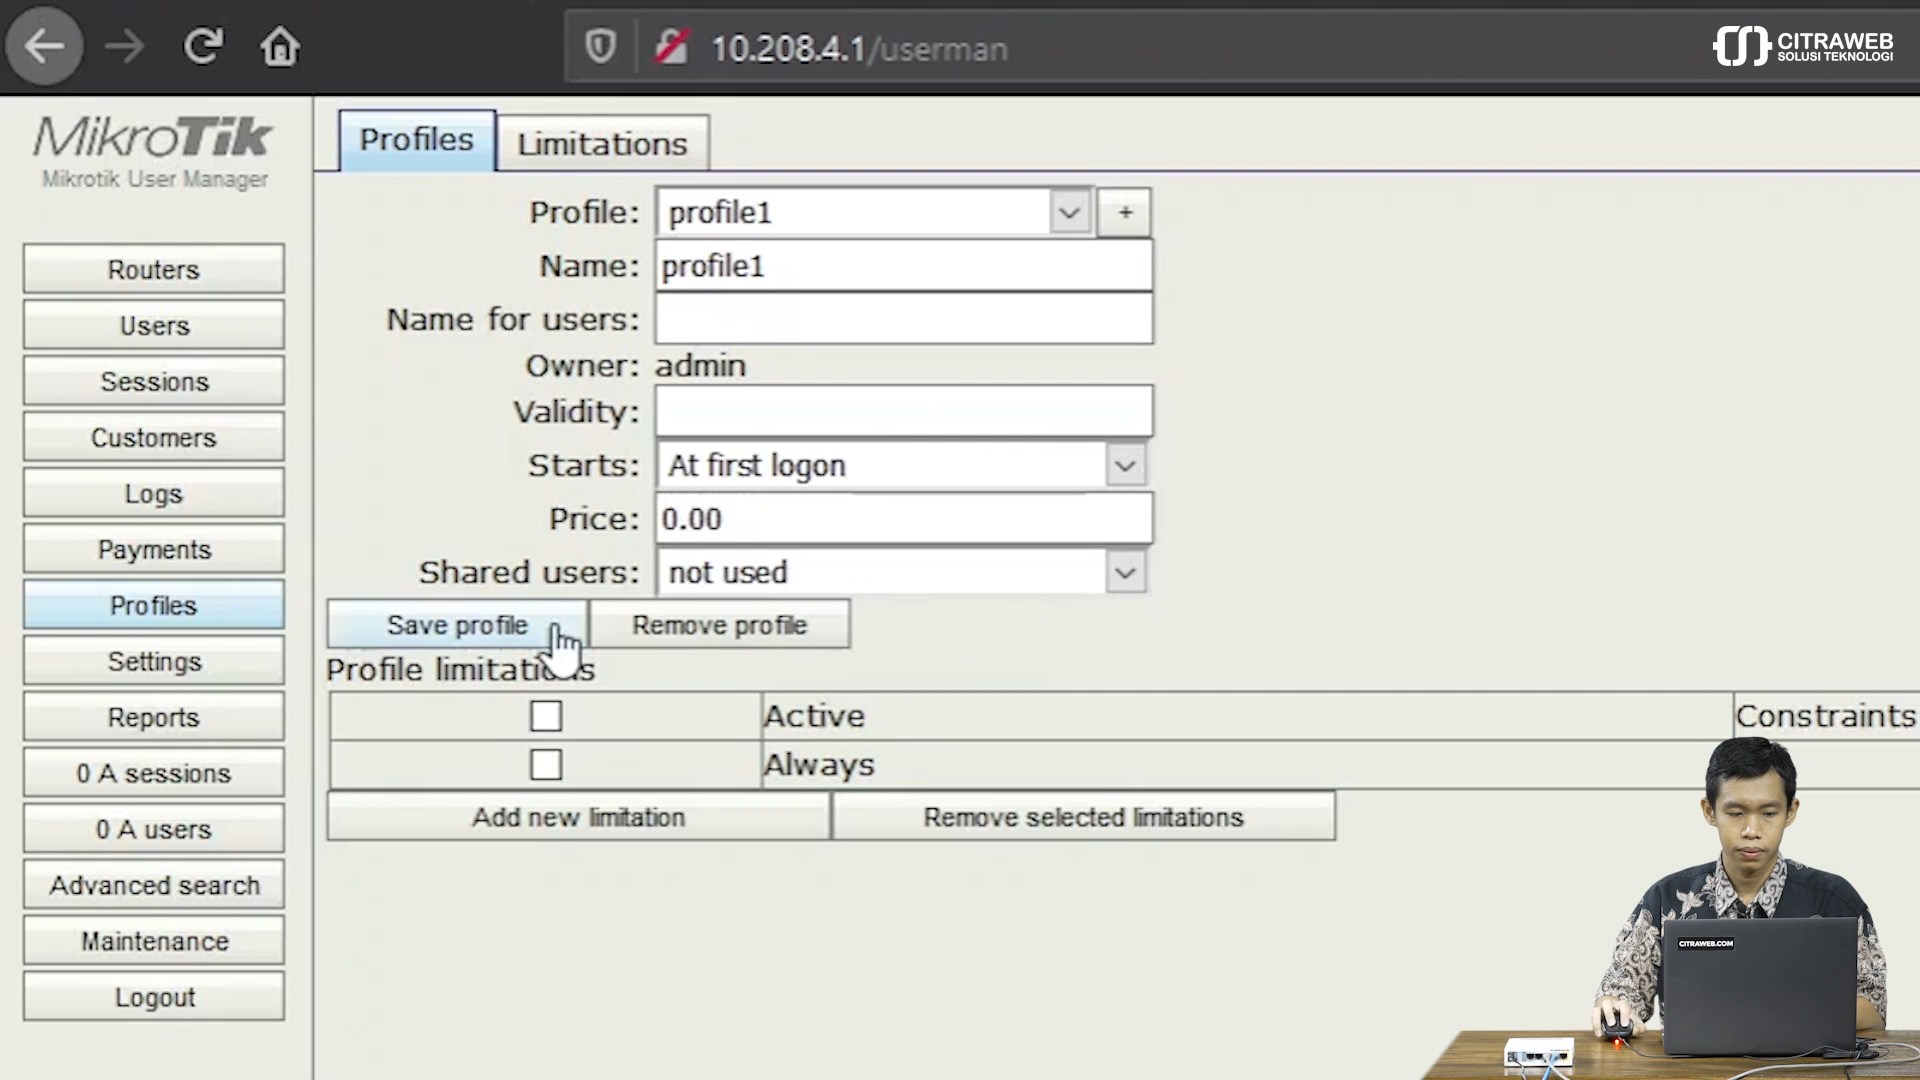 10.208.4.1/userman
CITRAWEB
SOLUSI TEKNOLOGI
MikroTik
Mikrotik User Manager
Routers
Users
Sessions
Customers
Logs
Payments
Profiles
Settings
Reports
0 A sessions
0 A users
Advanced search
Maintenance
Logout
Profiles
Limitations
Profile: profile1 +
Name: profile1
Name for users:
Owner: admin
Validity:
Starts: At first logon
Price: 0.00
Shared users: not used
Save profile
Remove profile
Profile limitations
Active
Constraints
Always
Add new limitation
Remove selected limitations
CITRAWEB.COM